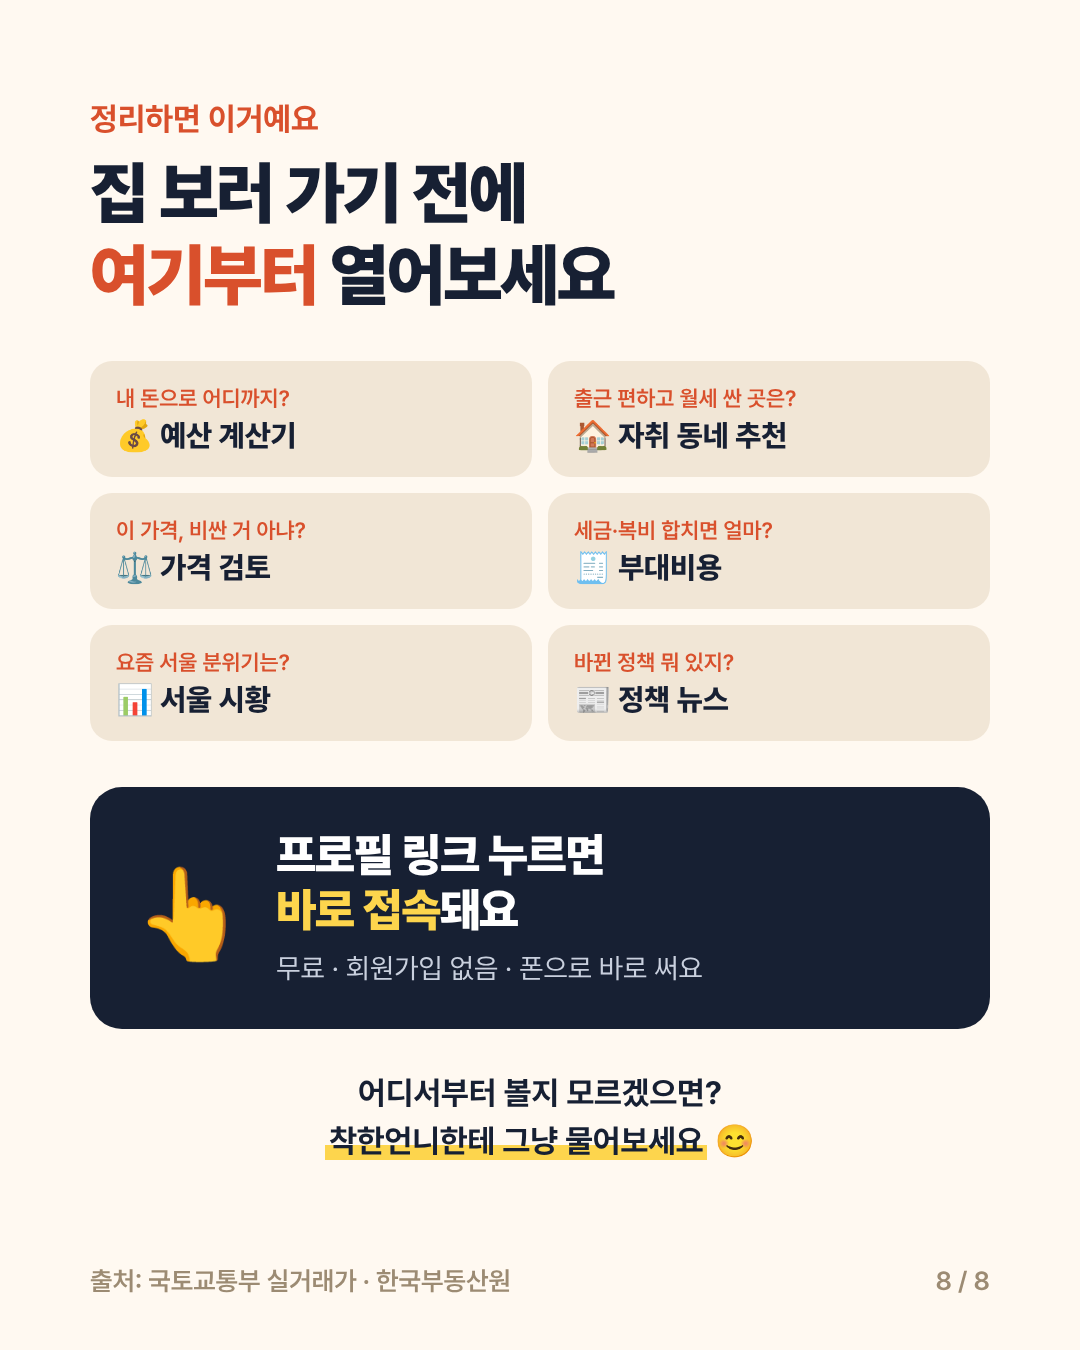 정리하면 이거예요
집 보러 가기 전에
여기부터 열어보세요
내 돈으로 어디까지?
💰 예산 계산기
출근 편하고 월세 싼 곳은?
🏠 자취 동네 추천
이 가격, 비싼 거 아냐?
⚖️ 가격 검토
세금·복비 합치면 얼마?
🧾 부대비용
요즘 서울 분위기는?
📊 서울 시황
바뀐 정책 뭐 있지?
📰 정책 뉴스
프로필 링크 누르면
바로 접속돼요
무료 · 회원가입 없음 · 폰으로 바로 써요
어디서부터 볼지 모르겠으면?
착한언니한테 그냥 물어보세요 😊
출처: 국토교통부 실거래가 · 한국부동산원
8 / 8